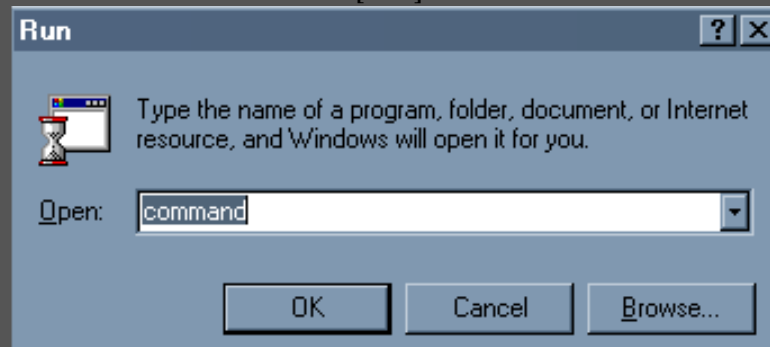 Run
Type the name of a program, folder, document, or Internet
resource, and Windows will open it for you.
Open: command
OK Cancel Browse...